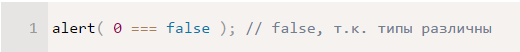 1 alert( 0 === false ); // false, т.к. типы различны